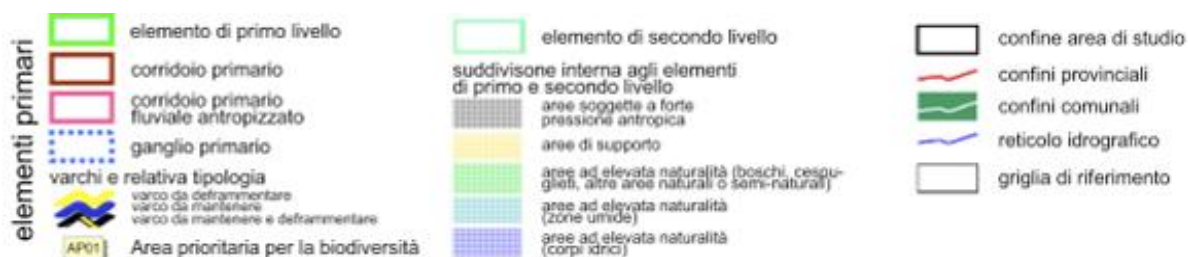 elementi primari
elemento di primo livello
corridoio primario
corridoio primario
fluviale antropizzato
ganglio primario
varchi e relativa tipologia
varco da deframmentare
varco da mantenere
varco da mantenere e deframmentare
AP01
Area prioritaria per la biodiversità
elemento di secondo livello
suddivisone interna agli elementi
di primo e secondo livello
aree soggette a forte
pressione antropica
aree di supporto
aree ad elevata naturalità (boschi, cespu-
glieti, altre aree naturali o semi-naturali)
aree ad elevata naturalità
(zone umide)
aree ad elevata naturalità
(corpi idrici)
confine area di studio
confini provinciali
confini comunali
reticolo idrografico
griglia di riferimento